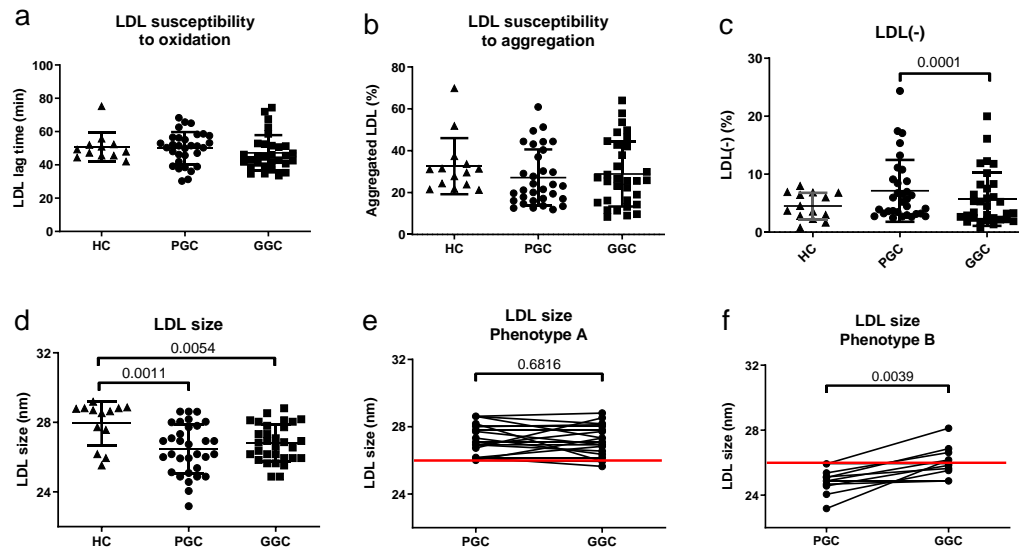 a
LDL susceptibility
to oxidation
LDL lag time (min)
100
80
60
40
20
0
HC
PGC
GGC
b
LDL susceptibility
to aggregation
Aggregated LDL (%)
80
60
40
20
0
HC
PGC
GGC
c
LDL(-)
0.0001
LDL(-) (%)
30
20
10
0
HC
PGC
GGC
d
LDL size
0.0054
0.0011
LDL size (nm)
32
28
24
HC
PGC
GGC
e
LDL size
Phenotype A
0.6816
LDL size (nm)
32
28
24
PGC
GGC
f
LDL size
Phenotype B
0.0039
LDL size (nm)
32
28
24
PGC
GGC